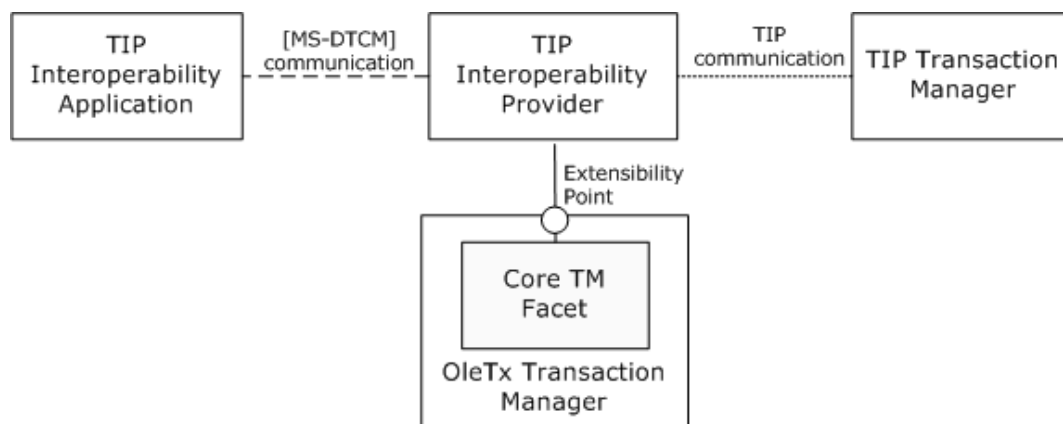 TIP
Interoperability
Application
[MS-DTCM]
communication
TIP
Interoperability
Provider
TIP
communication
TIP Transaction
Manager
Extensibility
Point
Core TM
Facet
OleTx Transaction
Manager